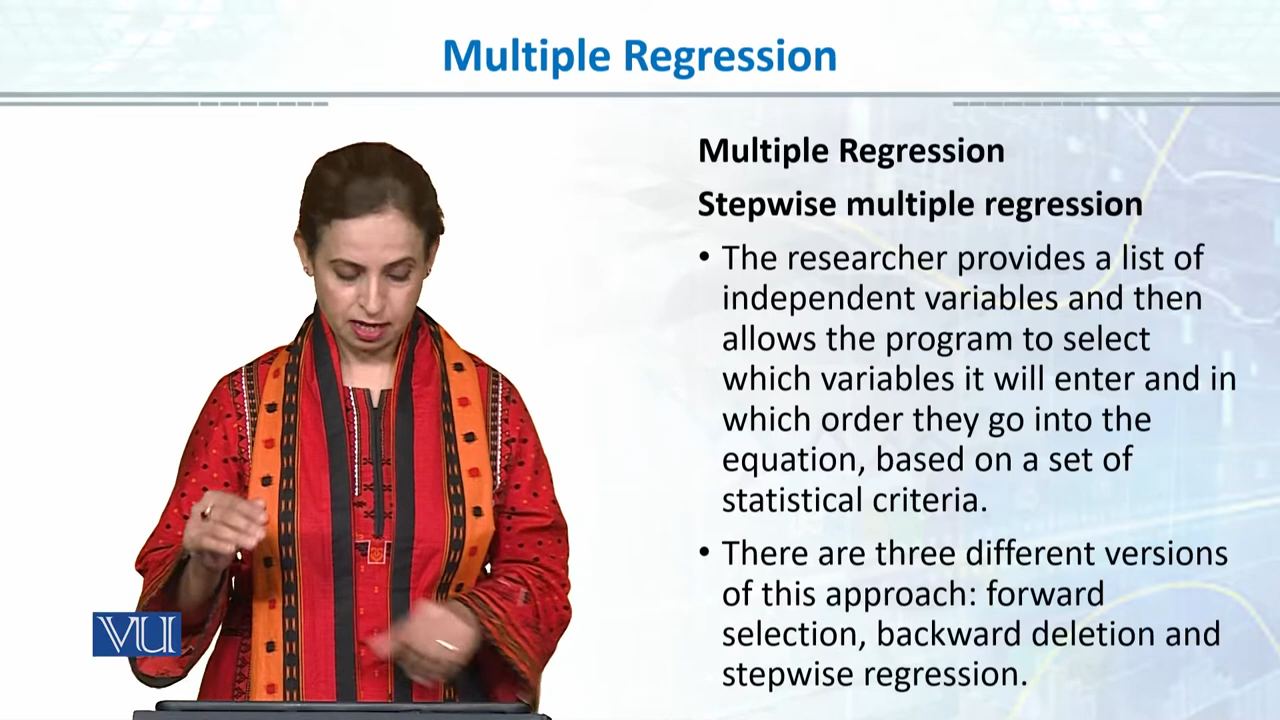 Multiple Regression
Multiple Regression
Stepwise multiple regression
• The researcher provides a list of
independent variables and then
allows the program to select
which variables it will enter and in
which order they go into the
equation, based on a set of
statistical criteria.
• There are three different versions
of this approach: forward
selection, backward deletion and
stepwise regression.
VU